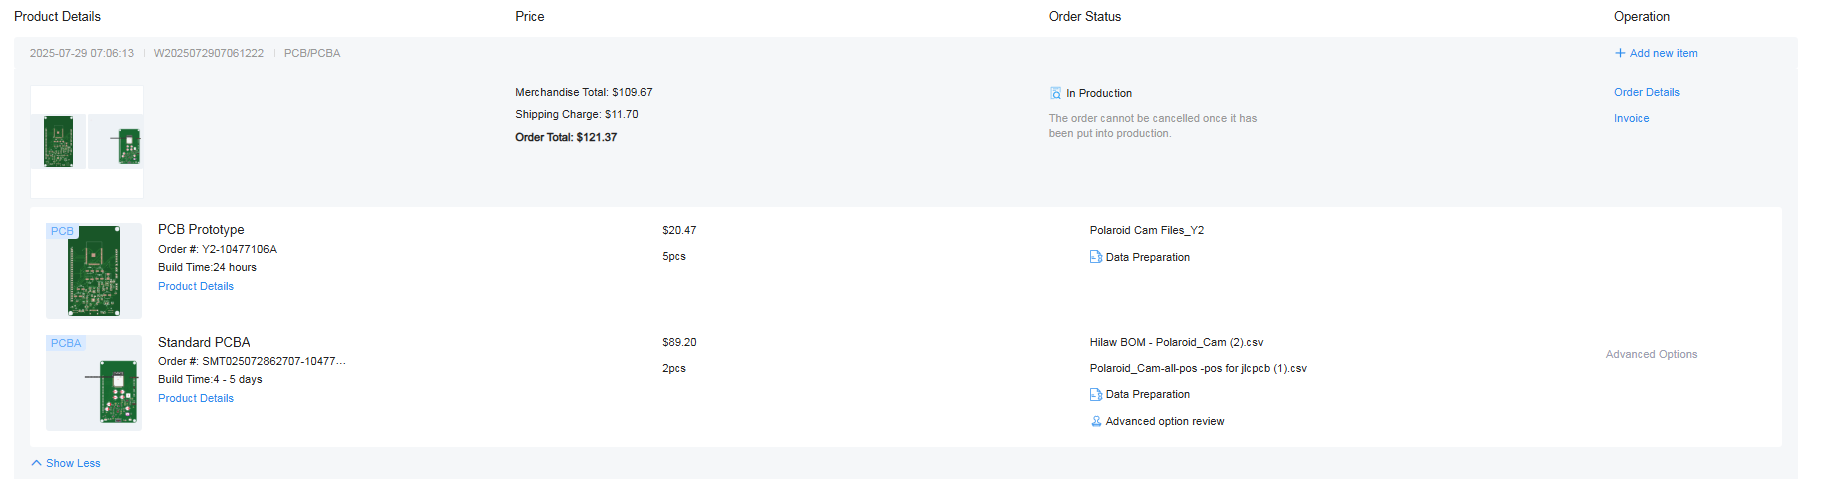 Product Details Price Order Status Operation
2025-07-29 07:06:13 W2025072907061222 PCB/PCBA + Add new item
Merchandise Total: $109.67 In Production Order Details
Shipping Charge: $11.70 The order cannot be cancelled once it has Invoice
been put into production.
Order Total: $121.37
PCB PCB Prototype $20.47 Polaroid Cam Files_Y2
Order #: Y2-10477106A
Build Time:24 hours 5pcs Data Preparation
Product Details
PCBA Standard PCBA $89.20 Hilaw BOM - Polaroid_Cam (2).csv
Advanced Options
Order #: SMT025072862707-10477...
2pcs Polaroid_Cam-all-pos -pos for jlcpcb (1).csv
Build Time:4 - 5 days
Product Details Data Preparation
Advanced option review
Show Less